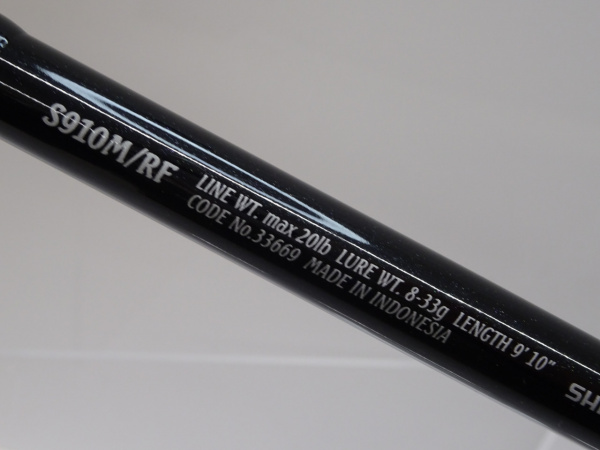 S910M/RF
LINE WT. max 20lb LURE WT. 8-33g LENGTH 9'10"
CODE No.33669 MADE IN INDONESIA